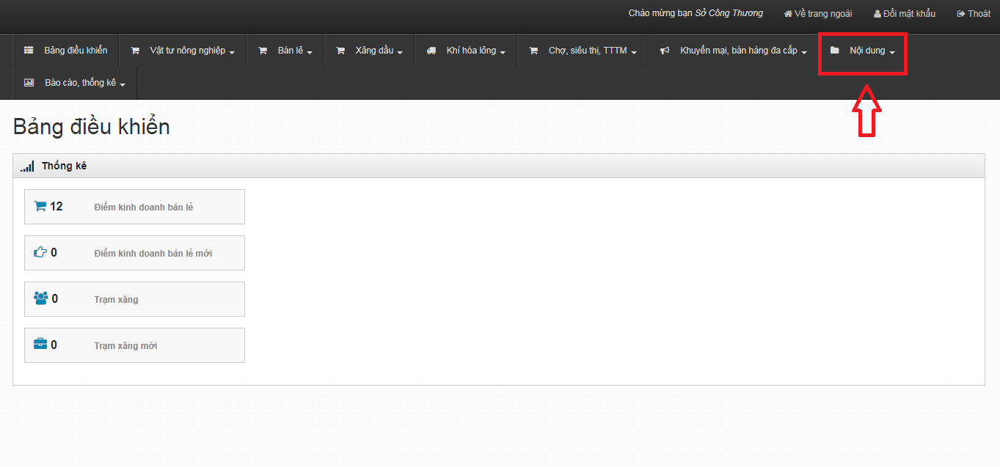 Chào mừng bạn Sở Công Thương Về trang ngoài Đổi mật khẩu Thoát
Bảng điều khiển Vật tư nông nghiệp Bán lẻ Xăng dầu Khí hóa lỏng Chợ, siêu thị, TTTM Khuyến mại, bán hàng đa cấp Nội dung
Báo cáo, thống kê
Bảng điều khiển
Thống kê
12 Điểm kinh doanh bán lẻ
0 Điểm kinh doanh bán lẻ mới
0 Trạm xăng
0 Trạm xăng mới